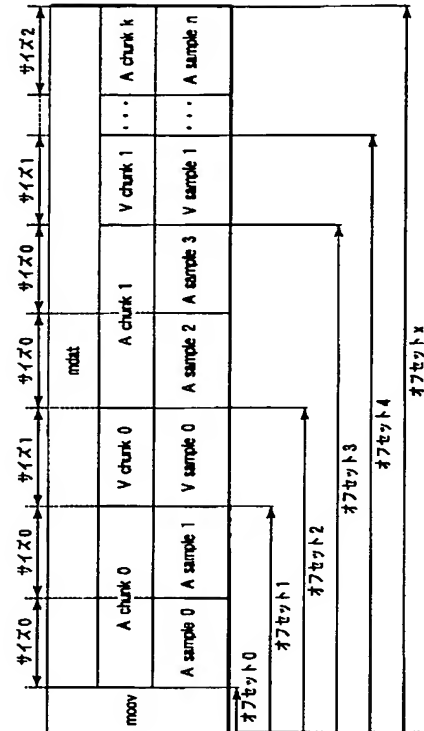 サイズ0 サイズ0 サイズ1 サイズ0 サイズ0 サイズ1 サイズ2
moov mdat
A chunk 0 V chunk 0 A chunk 1 V chunk 1 ・・・ A chunk k
A sample 0 A sample 1 V sample 0 A sample 2 A sample 3 V sample 1 ・・・ A sample n
オフセット0
オフセット1
オフセット2
オフセット3
オフセット4
オフセットx